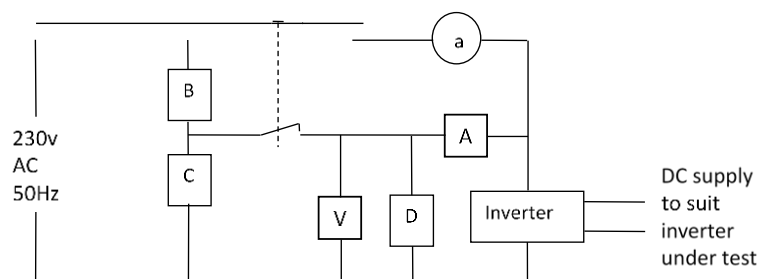 a
B
230v
AC
50Hz
A
C
DC supply
to suit
inverter
under test
V
D
Inverter